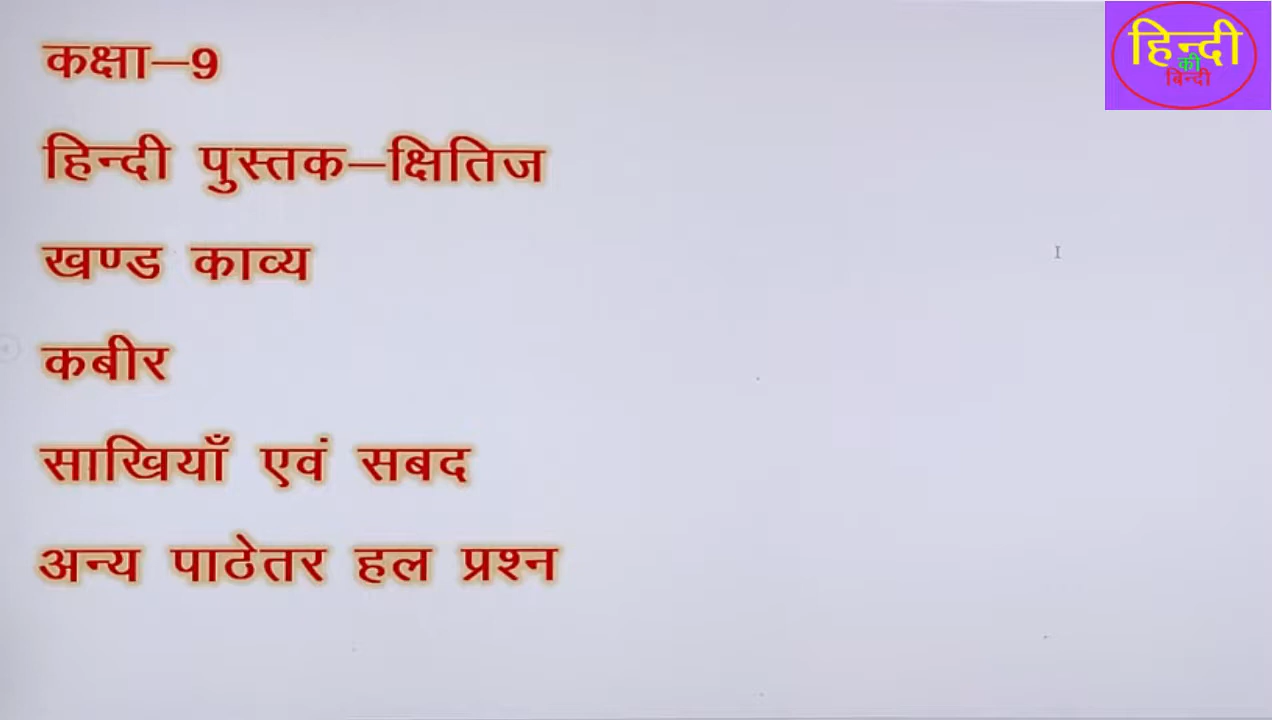 कक्षा–9
हिन्दी
की
बिन्दी
हिन्दी पुस्तक–क्षितिज
खण्ड काव्य
कबीर
साखियाँ एवं सबद
अन्य पाठेतर हल प्रश्न